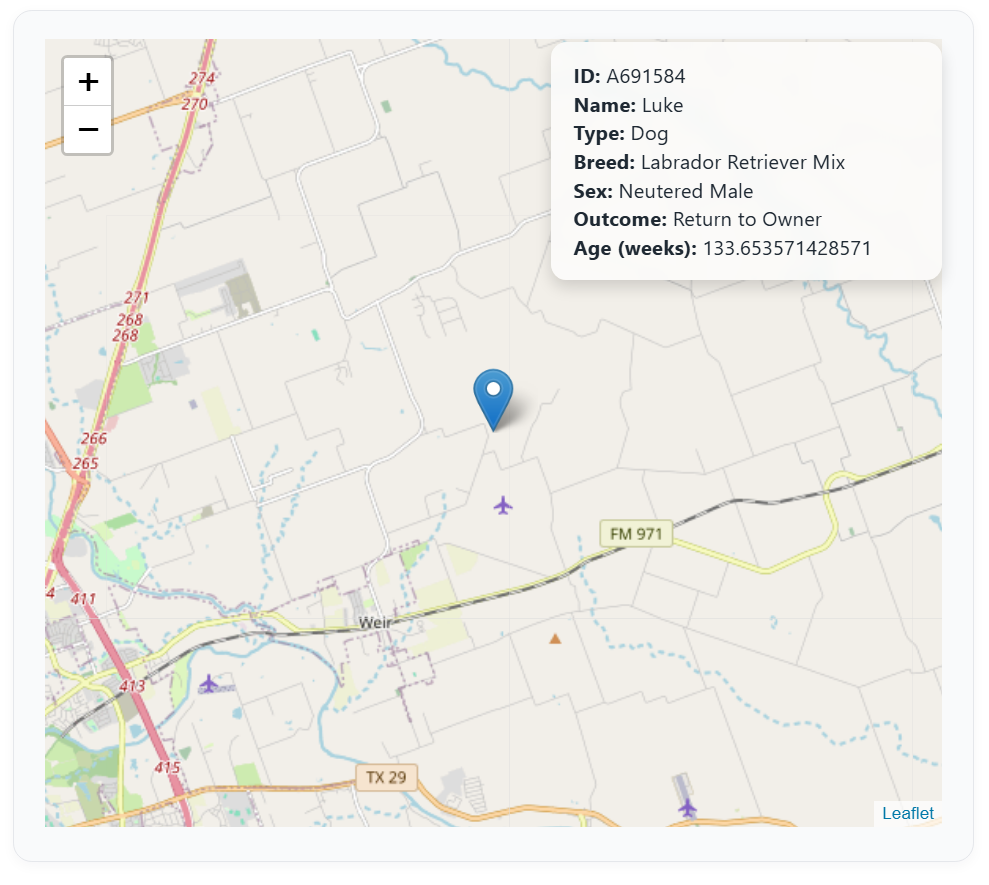 +
−
ID: A691584
Name: Luke
Type: Dog
Breed: Labrador Retriever Mix
Sex: Neutered Male
Outcome: Return to Owner
Age (weeks): 133.653571428571
274
270
271
268
268
266
265
FM 971
4
411
Weir
413
415
TX 29
Leaflet